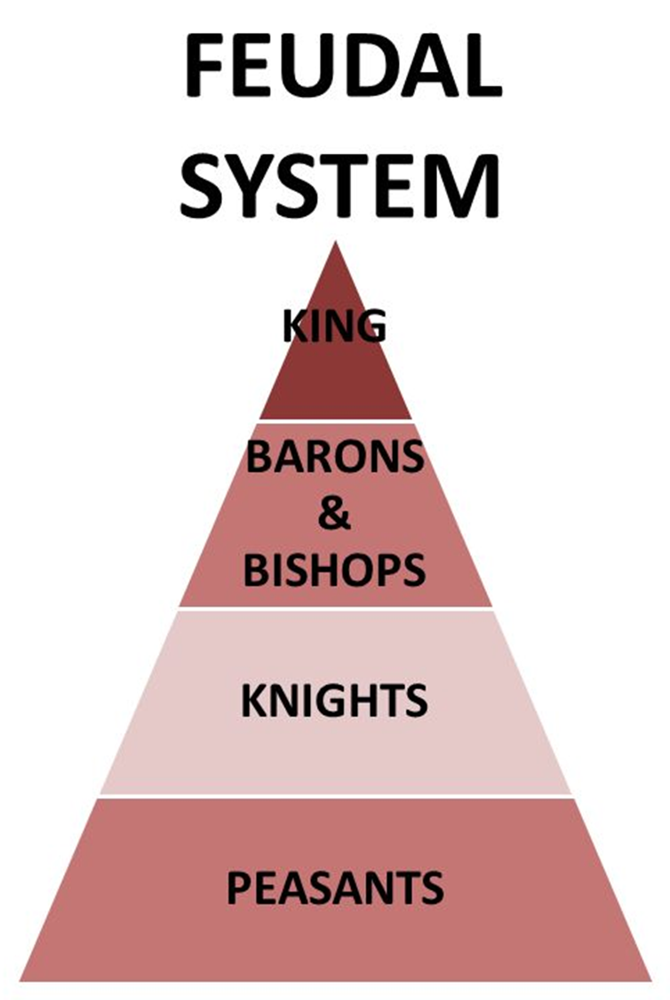 FEUDAL
SYSTEM
KING
BARONS
&
BISHOPS
KNIGHTS
PEASANTS